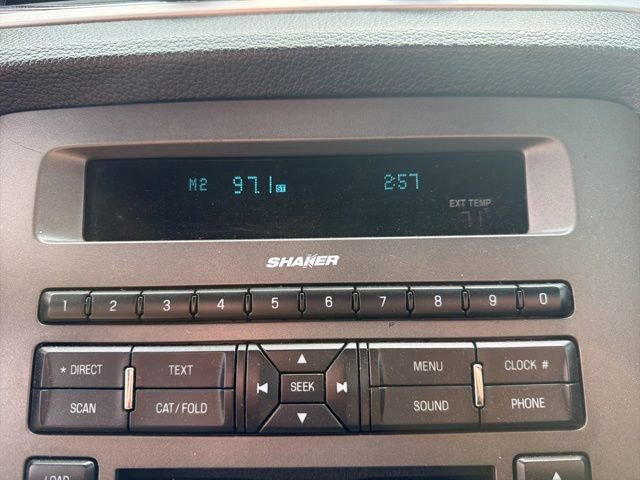 M2 97.1 ST 2:57
EXT TEMP
71°
SHAKER
1 2 3 4 5 6 7 8 9 0
* DIRECT TEXT MENU CLOCK #
SEEK
SCAN CAT/FOLD SOUND PHONE
LOAD